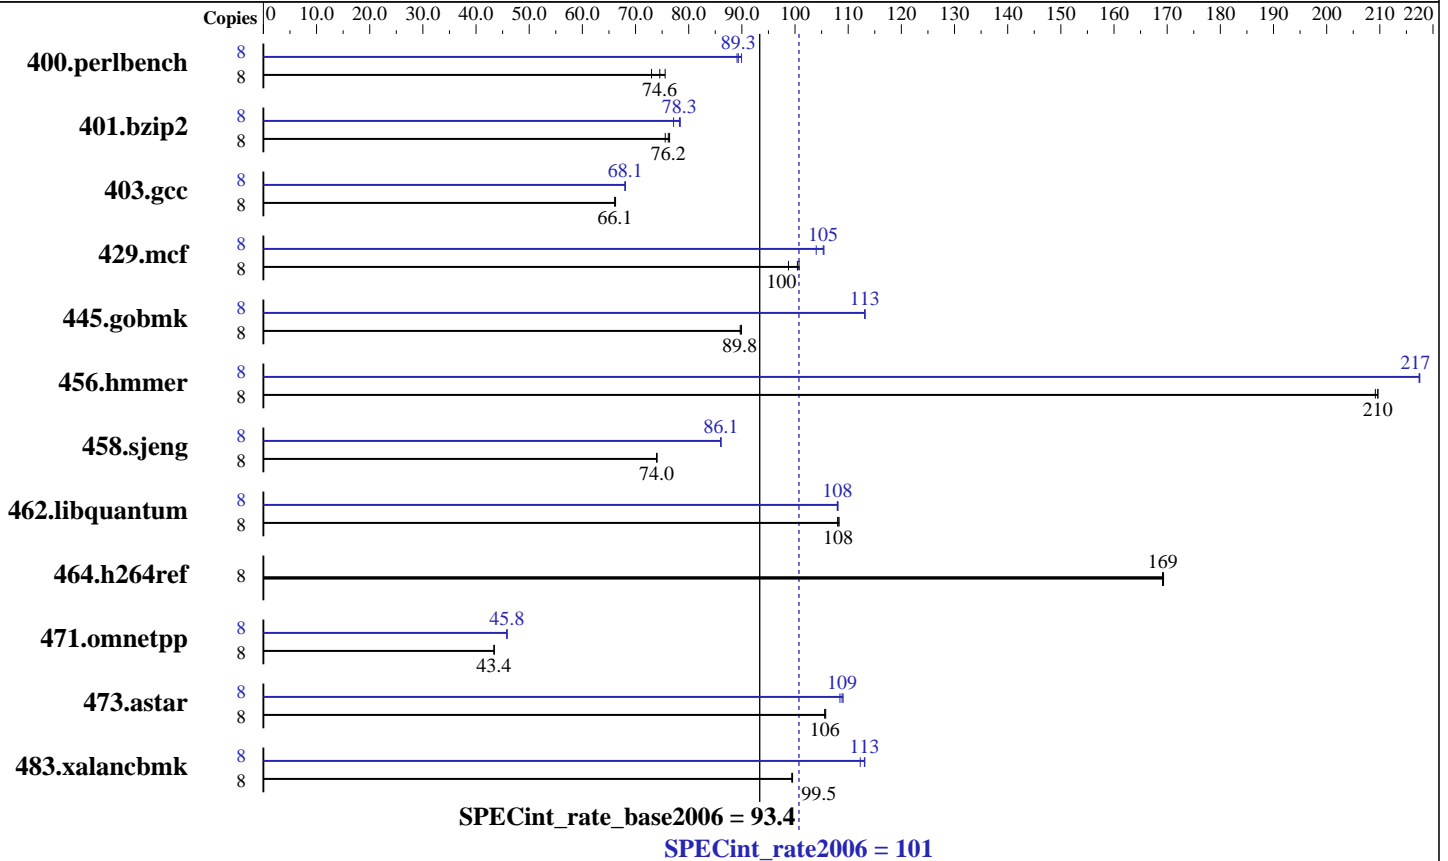 Copies 0 10.0 20.0 30.0 40.0 50.0 60.0 70.0 80.0 90.0 100 110 120 130 140 150 160 170 180 190 200 210 220
400.perlbench 8 89.3
8 74.6
401.bzip2 8 78.3
8 76.2
403.gcc 8 68.1
8 66.1
429.mcf 8 105
8 100
445.gobmk 8 113
8 89.8
456.hmmer 8 217
8 210
458.sjeng 8 86.1
8 74.0
462.libquantum 8 108
8 108
464.h264ref 8 169
471.omnetpp 8 45.8
8 43.4
473.astar 8 109
8 106
483.xalancbmk 8 113
8 99.5
SPECint_rate_base2006 = 93.4
SPECint_rate2006 = 101